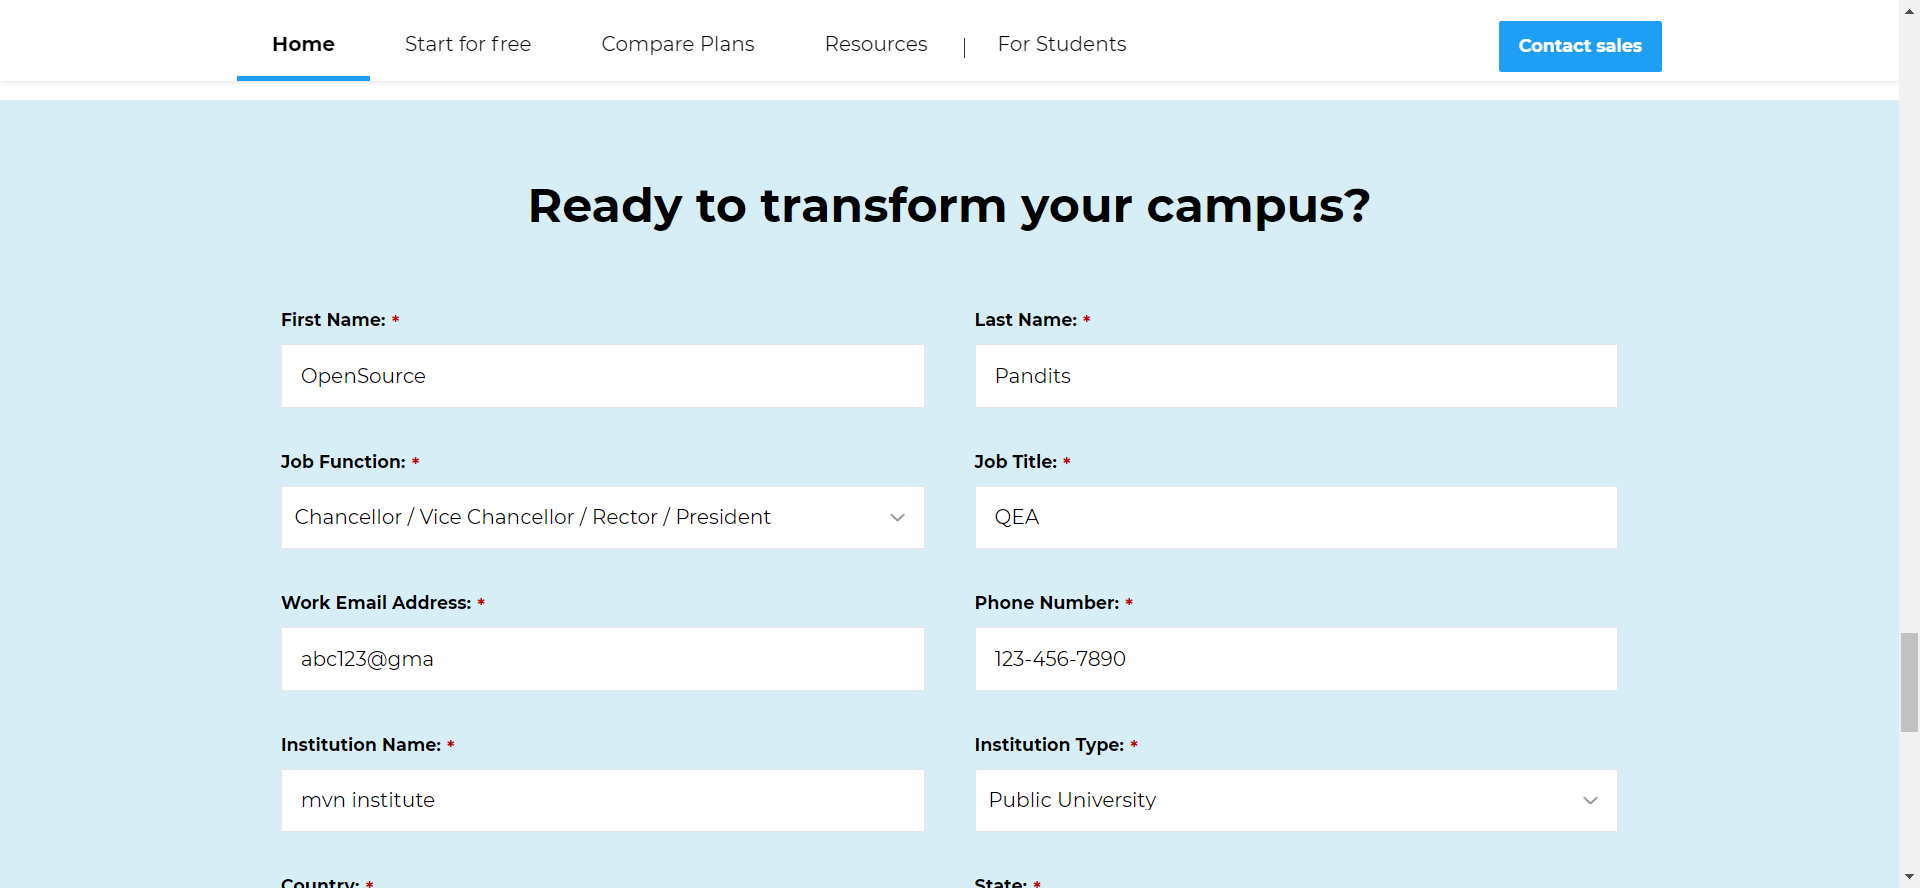 Home Start for free Compare Plans Resources | For Students Contact sales
Ready to transform your campus?
First Name: * Last Name: *
OpenSource Pandits
Job Function: * Job Title: *
Chancellor / Vice Chancellor / Rector / President QEA
Work Email Address: * Phone Number: *
abc123@gma 123-456-7890
Institution Name: * Institution Type: *
mvn institute Public University
Country: * State: *